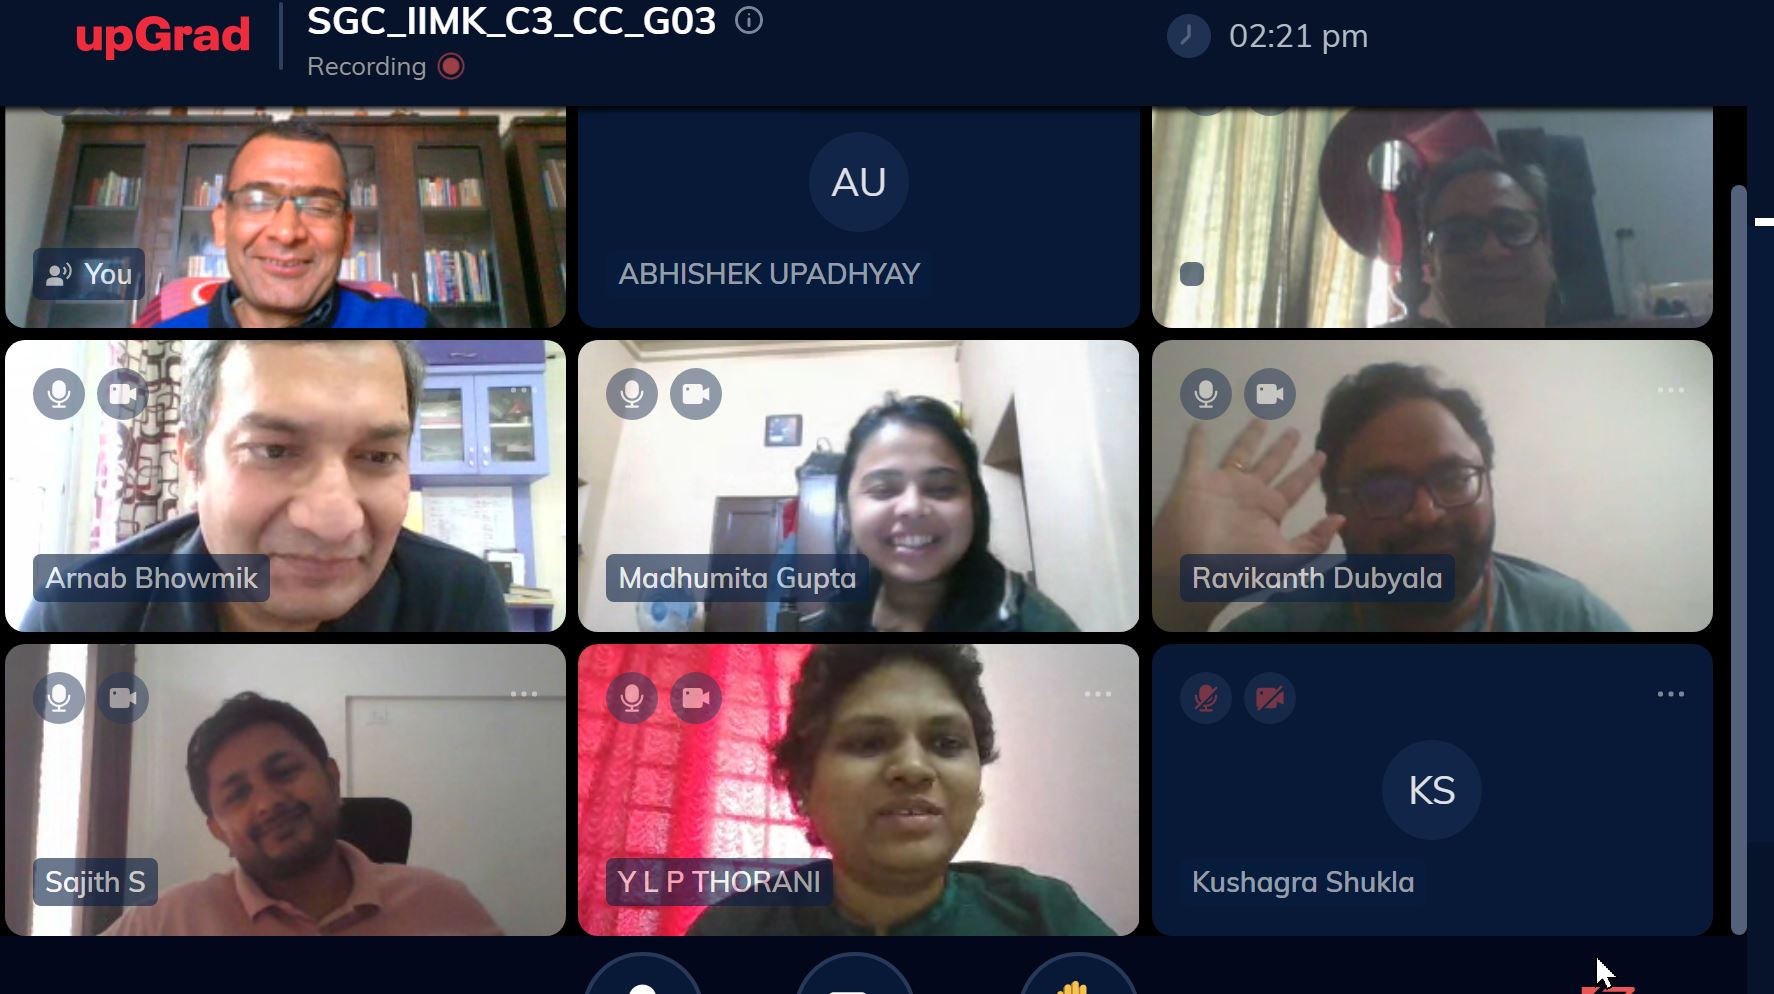 upGrad
SGC_IIMK_C3_CC_G03
Recording
02:21 pm
You
AU
ABHISHEK UPADHYAY
Arnab Bhowmik
Madhumita Gupta
Ravikanth Dubyala
Sajith S
Y L P THORANI
KS
Kushagra Shukla